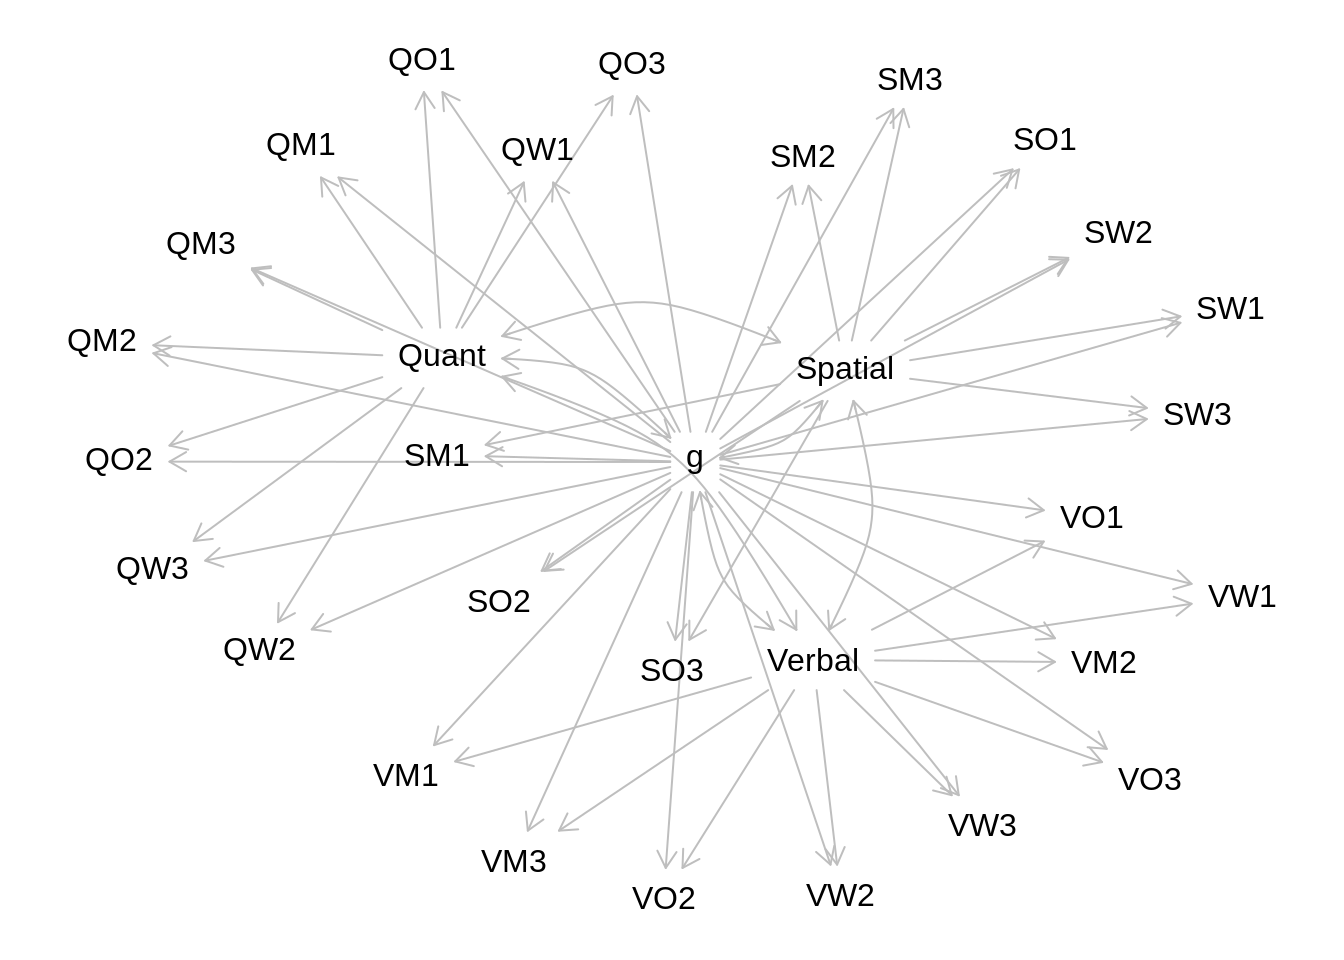 QO1
QO3
SM3
QM1
QW1
SM2
SO1
QM3
SW2
SW1
QM2
Quant
Spatial
SW3
QO2
SM1
g
VO1
QW3
SO2
VW1
QW2
SO3
Verbal
VM2
VM1
VO3
VW3
VM3
VO2
VW2